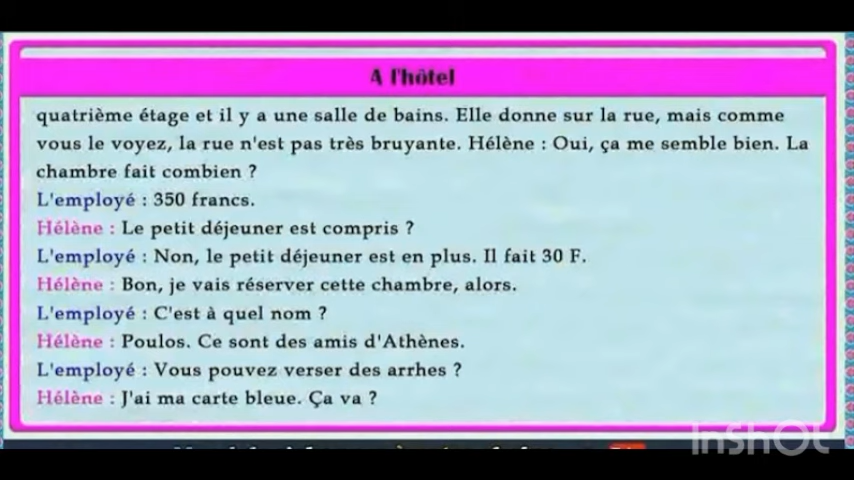 A l'hôtel
quatrième étage et il y a une salle de bains. Elle donne sur la rue, mais comme
vous le voyez, la rue n'est pas très bruyante. Hélène : Oui, ça me semble bien. La
chambre fait combien ?
L'employé : 350 francs.
Hélène : Le petit déjeuner est compris ?
L'employé : Non, le petit déjeuner est en plus. Il fait 30 F.
Hélène : Bon, je vais réserver cette chambre, alors.
L'employé : C'est à quel nom ?
Hélène : Poulos. Ce sont des amis d'Athènes.
L'employé : Vous pouvez verser des arrhes ?
Hélène : J'ai ma carte bleue. Ça va ?
InShOt